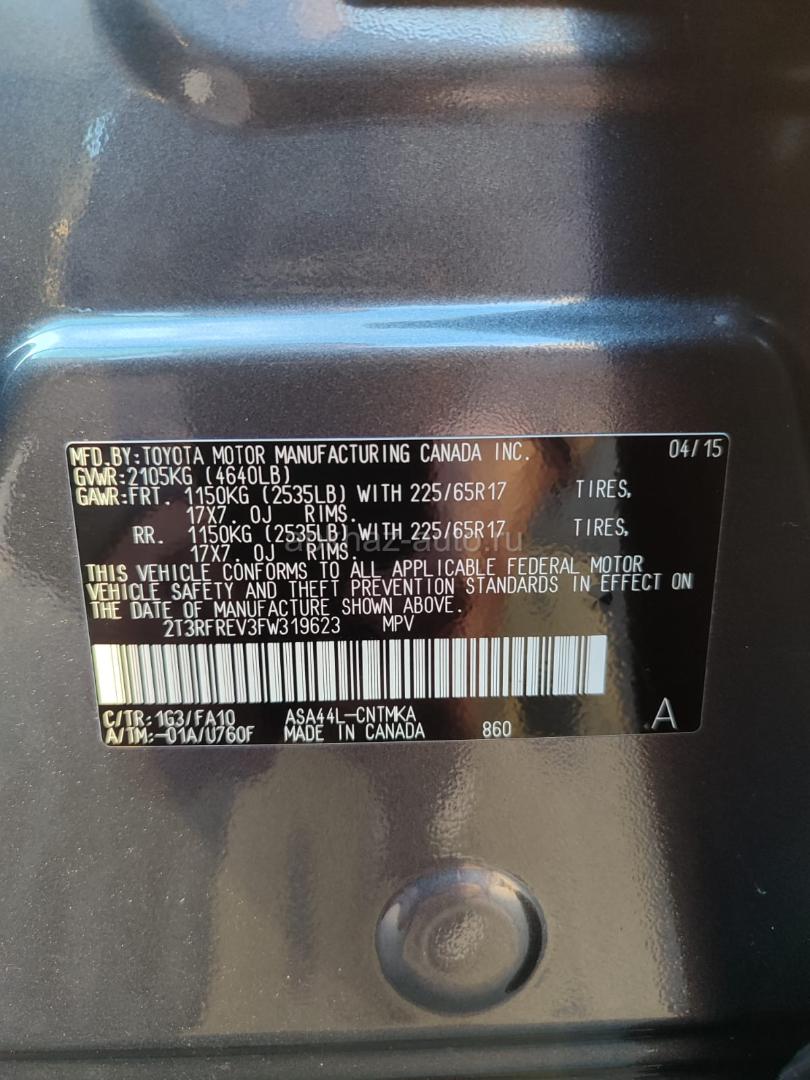 MFD.BY:TOYOTA MOTOR MANUFACTURING CANADA INC. 04/15
GVWR:2105KG (4640LB)
GAWR:FRT. 1150KG (2535LB) WITH 225/65R17 TIRES,
17X7. 0J RIMS.
RR. 1150KG (2535LB) WITH 225/65R17 TIRES,
17X7. 0J RIMS.
THIS VEHICLE CONFORMS TO ALL APPLICABLE FEDERAL MOTOR
VEHICLE SAFETY AND THEFT PREVENTION STANDARDS IN EFFECT ON
THE DATE OF MANUFACTURE SHOWN ABOVE.
2T3RFREV3FW319623 MPV
C/TR:1G3/FA10 ASA44L-CNTMKA A
A/TM:-01A/U760F MADE IN CANADA 860